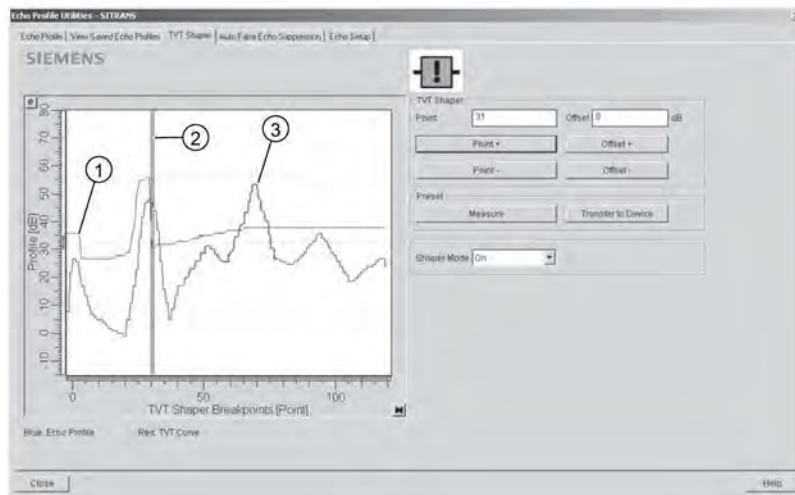 Echo Profile Utilities - SITRANS
Echo Profile | View Saved Echo Profiles | TVT Shaper | Auto False Echo Suppression | Echo Setup
SIEMENS
TVT Shaper
Point 31 Offset 0 dB
Point + Offset +
Point - Offset -
Preset
Measure Transfer to Device
Shaper Mode On
1
2
3
Profile [dB]
90
70
60
50
40
30
20
10
0
-10
0 50 100
TVT Shaper Breakpoints [Point]
Blue: Echo Profile Red: TVT Curve
Close Help